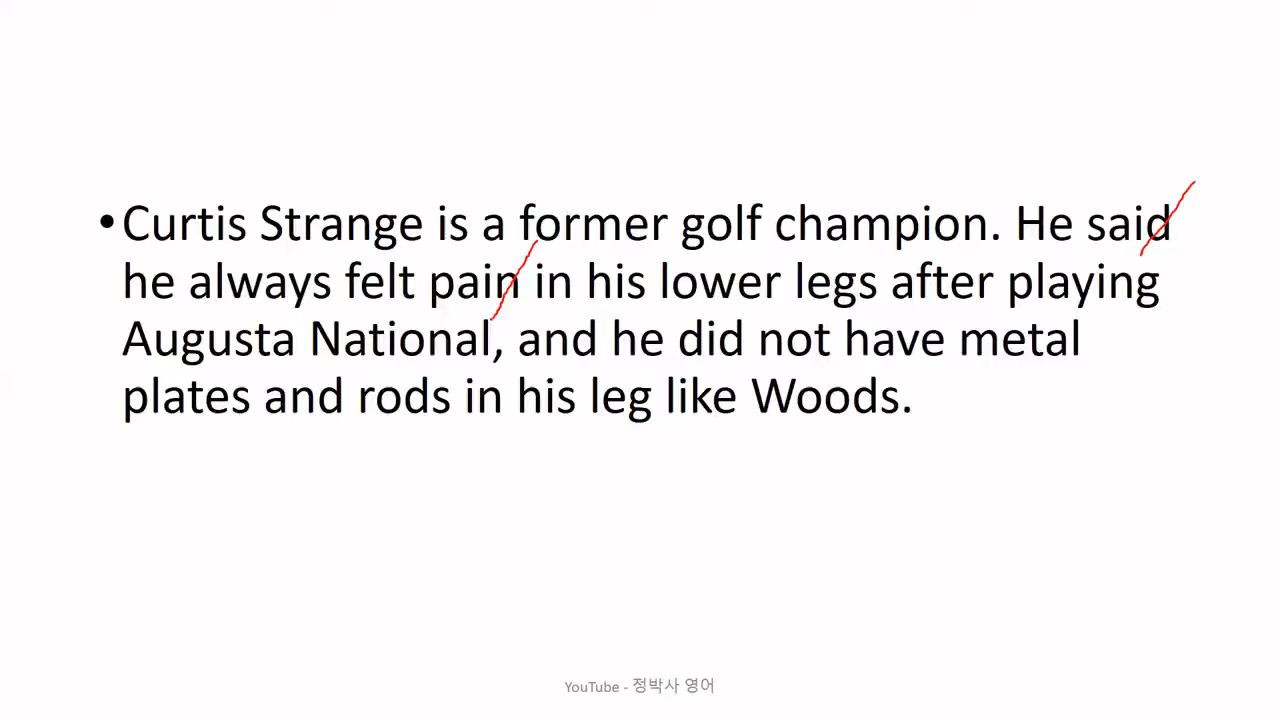 •Curtis Strange is a former golf champion. He said
he always felt pain in his lower legs after playing
Augusta National, and he did not have metal
plates and rods in his leg like Woods.
YouTube - 정박사 영어